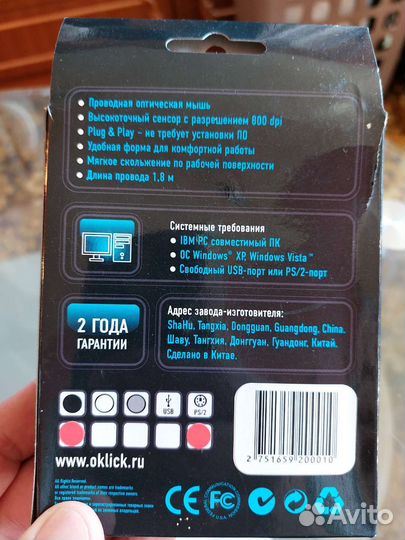 Проводная оптическая мышь
Высокоточный сенсор с разрешением 800 dpi
Plug & Play – не требует установки ПО
Удобная форма для комфортной работы
Мягкое скольжение по рабочей поверхности
Длина провода 1,8 м
Системные требования
IBM PC совместимый ПК
ОС Windows® XP, Windows Vista™
Свободный USB-порт или PS/2-порт
2 ГОДА
ГАРАНТИИ
Адрес завода-изготовителя:
ShaHu, Tangxia, Dongguan, Guangdong, China.
Шаху, Тангхия, Донггуан, Гуандонг, Китай.
Сделано в Китае.
USB
PS/2
www.oklick.ru
2 751659 200010
All Rights Reserved.
CE FC
Avito